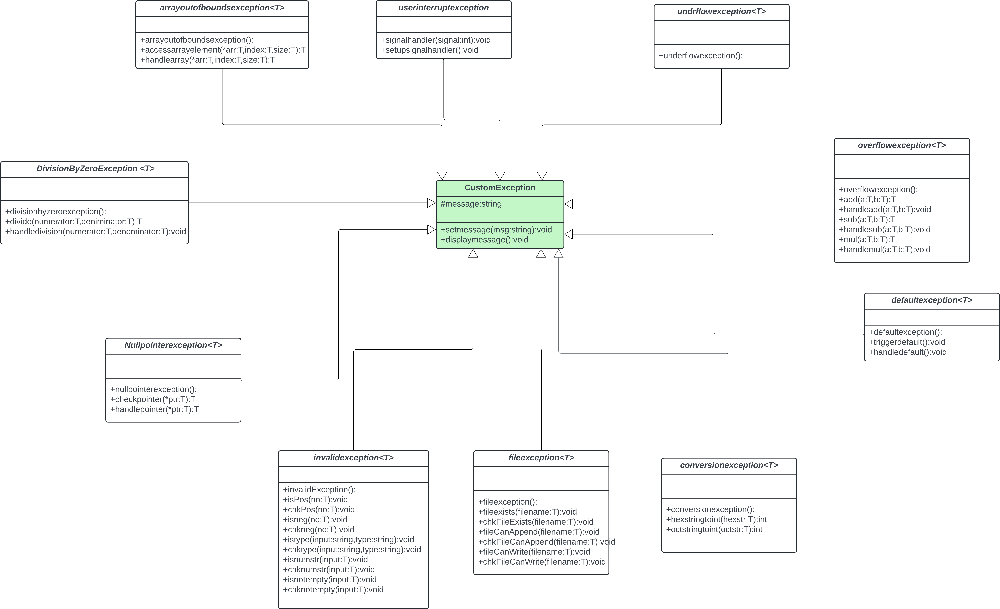 arrayoutofboundsexception<T>
+arrayoutofboundsexception():
+accessarrayelement(*arr:T,index:T,size:T):T
+handlearray(*arr:T,index:T,size:T):T
userinterruptexception
+signalhandler(signal:int):void
+setupsignalhandler():void
undrflowexception<T>
+underflowexception():
overflowexception<T>
+overflowexception():
+add(a:T,b:T):T
+handleadd(a:T,b:T):void
+sub(a:T,b:T):T
+handlesub(a:T,b:T):void
+mul(a:T,b:T):T
+handlemul(a:T,b:T):void
DivisionByZeroException <T>
+divisionbyzeroexception():
+divide(numerator:T,deniminator:T):T
+handledivision(numerator:T,denominator:T):void
CustomException
#message:string
+setmessage(msg:string):void
+displaymessage():void
defaultexception<T>
+defaultexception():
+triggerdefault():void
+handledefault():void
Nullpointerexception<T>
+nullpointerexception():
+checkpointer(*ptr:T):T
+handlepointer(*ptr:T):T
invalidexception<T>
+invalidException():
+isPos(no:T):void
+chkPos(no:T):void
+isneg(no:T):void
+chkneg(no:T):void
+istype(input:string,type:string):void
+chktype(input:string,type:string):void
+isnumstr(input:T):void
+chknumstr(input:T):void
+isnotempty(input:T):void
+chknotempty(input:T):void
fileexception<T>
+fileexception():
+fileexists(filename:T):void
+chkFileExists(filename:T):void
+fileCanAppend(filename:T):void
+chkFileCanAppend(filename:T):void
+fileCanWrite(filename:T):void
+chkFileCanWrite(filename:T):void
conversionexception<T>
+conversionexception():
+hexstringtoint(hexstr:T):int
+octstringtoint(octstr:T):int